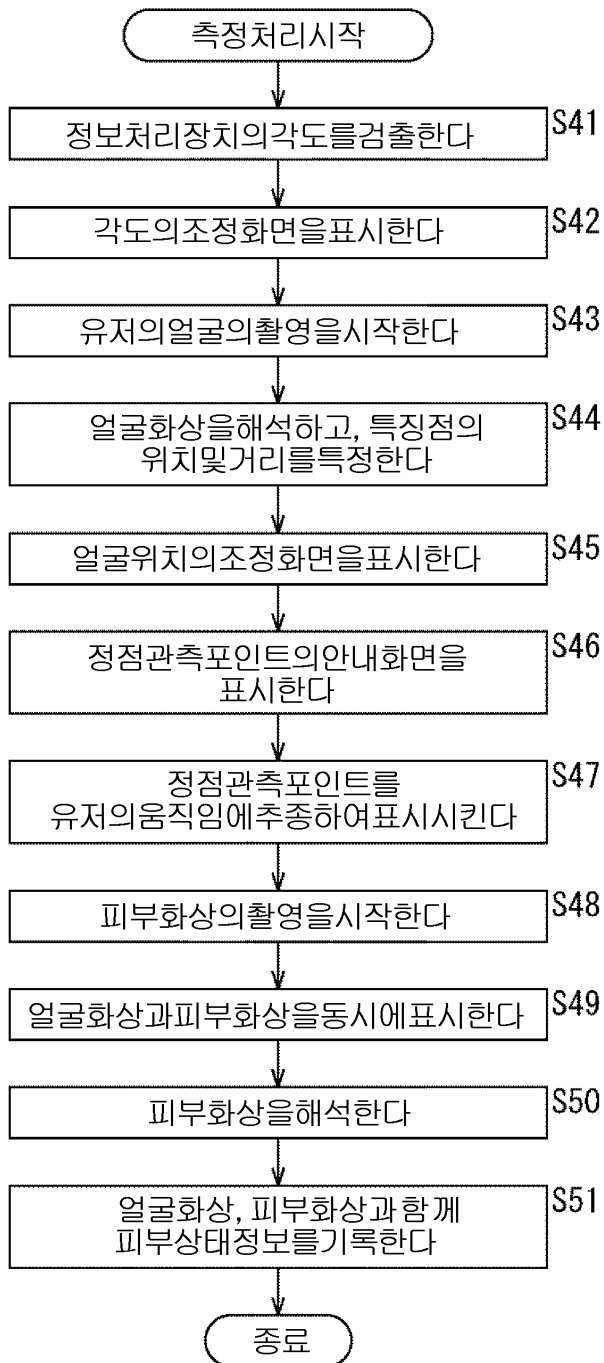 측정처리시작
정보처리장치의각도를검출한다
S41
각도의조정화면을표시한다
S42
유저의얼굴의촬영을시작한다
S43
얼굴화상을해석하고, 특징점의
위치및거리를특정한다
S44
얼굴위치의조정화면을표시한다
S45
정점관측포인트의안내화면을
표시한다
S46
정점관측포인트를
유저의움직임에추종하여표시시킨다
S47
피부화상의촬영을시작한다
S48
얼굴화상과피부화상을동시에표시한다
S49
피부화상을해석한다
S50
얼굴화상, 피부화상과함께
피부상태정보를기록한다
S51
종료